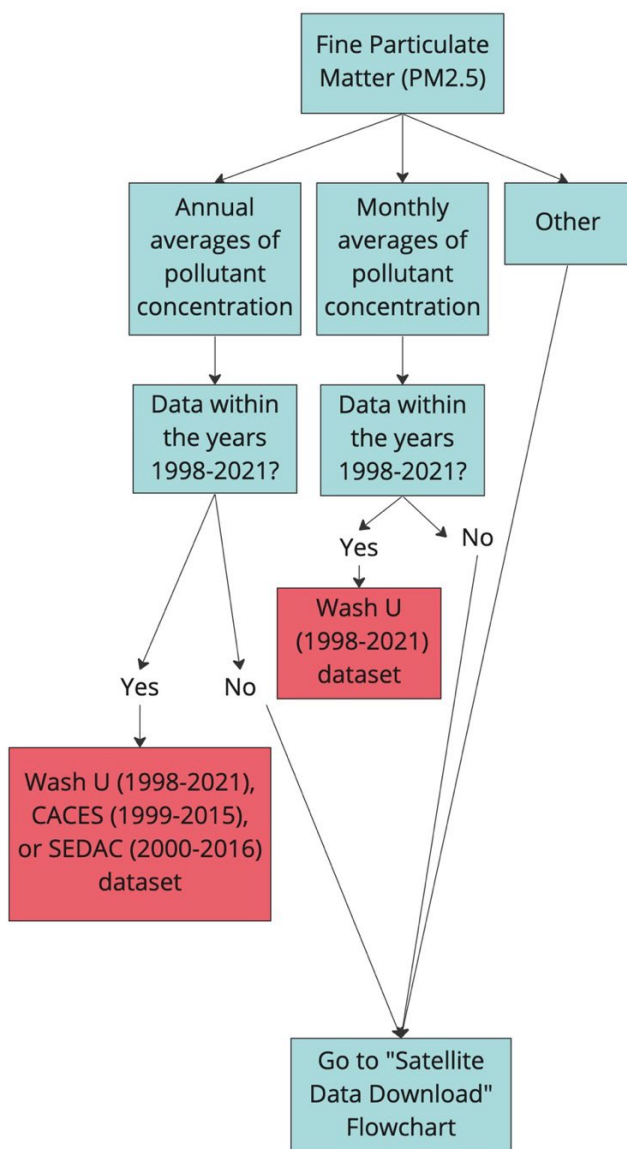 Fine Particulate
Matter (PM2.5)
Annual
averages of
pollutant
concentration
Monthly
averages of
pollutant
concentration
Other
Data within
the years
1998-2021?
Data within
the years
1998-2021?
Yes
No
Wash U
(1998-2021)
dataset
Yes
No
Wash U (1998-2021),
CACES (1999-2015),
or SEDAC (2000-2016)
dataset
Go to "Satellite
Data Download"
Flowchart